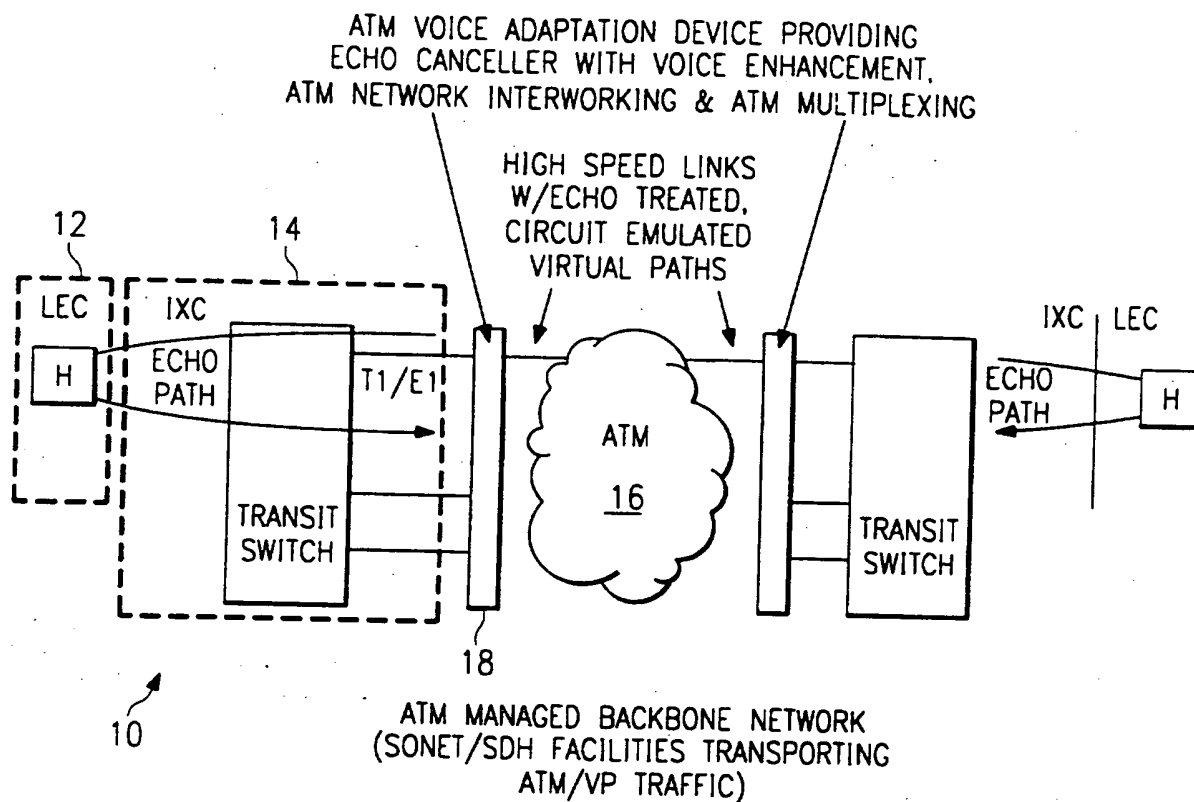 ATM VOICE ADAPTATION DEVICE PROVIDING
ECHO CANCELLER WITH VOICE ENHANCEMENT,
ATM NETWORK INTERWORKING & ATM MULTIPLEXING
HIGH SPEED LINKS
W/ECHO TREATED,
CIRCUIT EMULATED
VIRTUAL PATHS
12
14
LEC
IXC
H
ECHO
PATH
T1/E1
TRANSIT
SWITCH
ATM
16
TRANSIT
SWITCH
IXC
LEC
ECHO
PATH
H
18
10
ATM MANAGED BACKBONE NETWORK
(SONET/SDH FACILITIES TRANSPORTING
ATM/VP TRAFFIC)